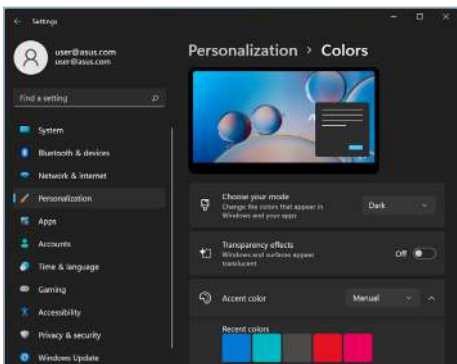 Settings
Personalization > Colors
user@asus.com
user@asus.com
Find a setting
System
Bluetooth & devices
Network & internet
Personalization
Apps
Accounts
Time & language
Gaming
Accessibility
Privacy & security
Windows Update
Choose your mode
Change the colors that appear in
Windows and your apps
Dark
Transparency effects
Windows and surfaces appear
translucent
Off
Accent color
Manual
Recent colors